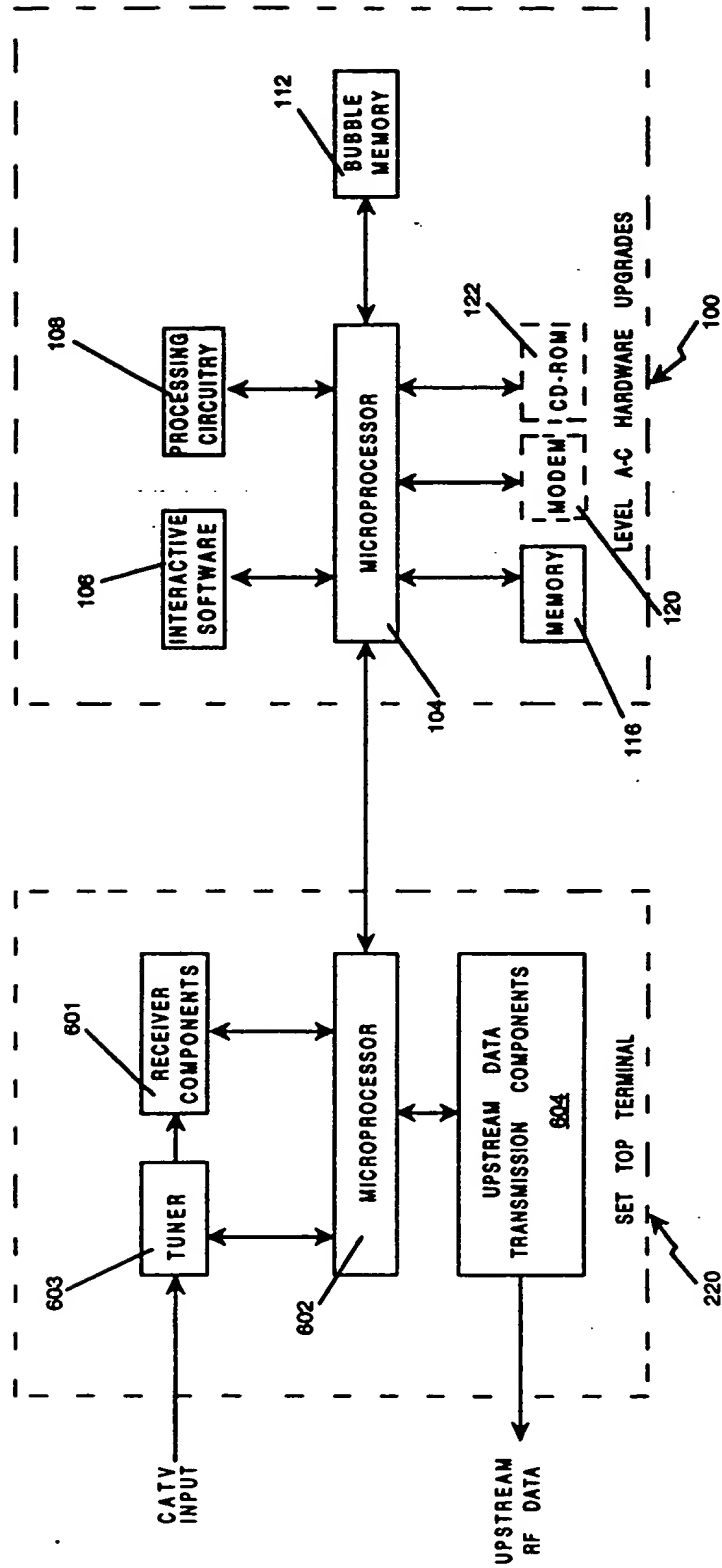 CATV
INPUT
UPSTREAM
RF DATA
603
TUNER
601
RECEIVER
COMPONENTS
602
MICROPROCESSOR
UPSTREAM DATA
TRANSMISSION COMPONENTS
604
SET TOP TERMINAL
220
106
INTERACTIVE
SOFTWARE
108
PROCESSING
CIRCUITRY
104
MICROPROCESSOR
112
BUBBLE
MEMORY
116
MEMORY
120
MODEM
122
CD-ROM
LEVEL A-C HARDWARE UPGRADES
100